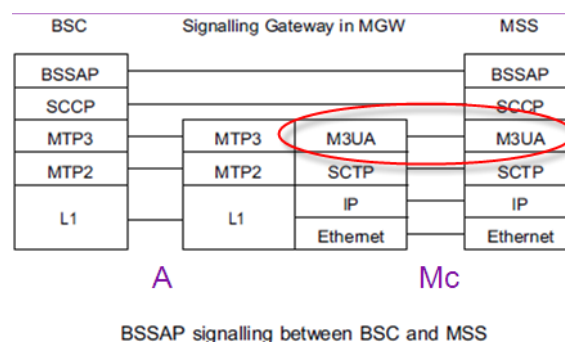 BSC Signalling Gateway in MGW MSS
BSSAP BSSAP
SCCP SCCP
MTP3 MTP3 M3UA M3UA
MTP2 MTP2 SCTP SCTP
L1 L1 IP IP
Ethernet Ethernet
A Mc
BSSAP signalling between BSC and MSS